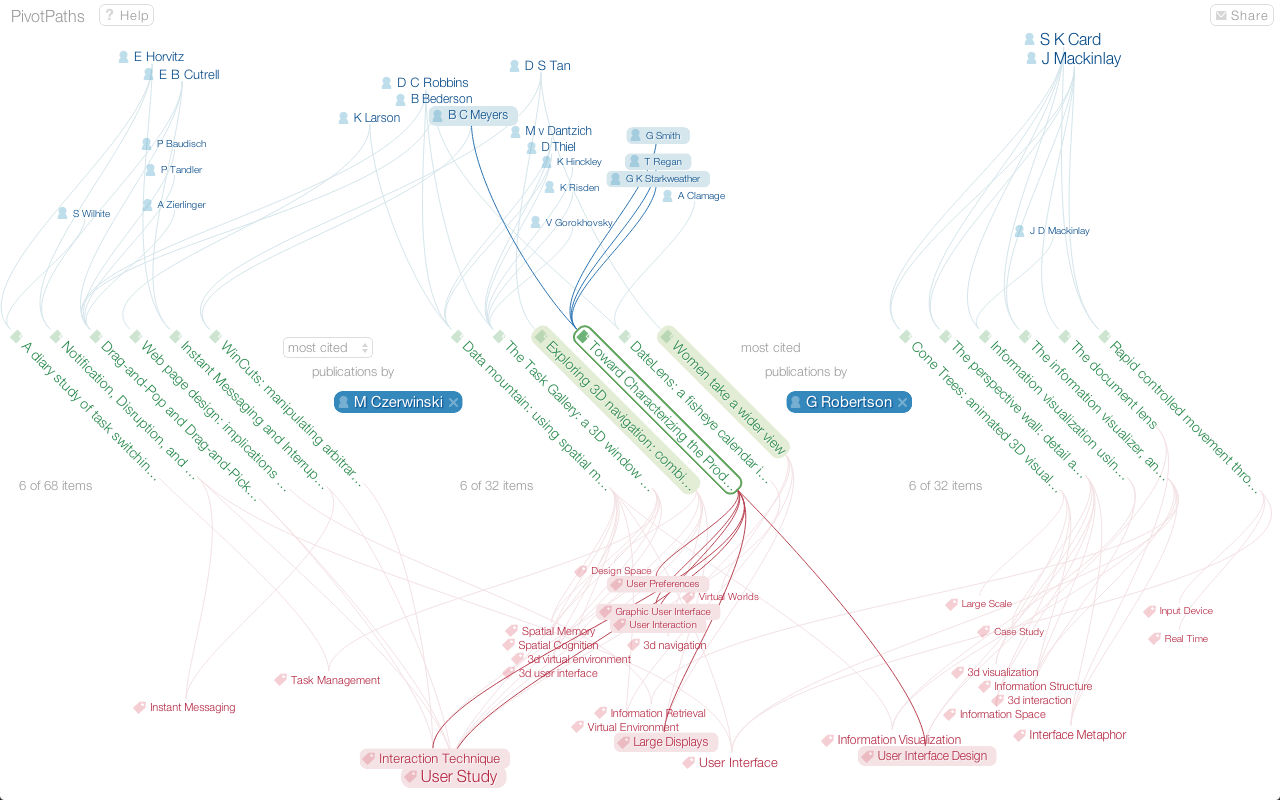 PivotPaths
? Help
Share
S K Card
J Mackinlay
E Horvitz
E B Cutrell
D S Tan
D C Robbins
B Bederson
B C Meyers
K Larson
M v Dantzich
D Thiel
G Smith
P Baudisch
K Hinckley
T Regan
P Tandler
G K Starkweather
K Risden
A Clamage
A Zierlinger
S Wilhite
V Gorokhovsky
J D Mackinlay
A diary study of task switchin...
Notification, Disruption, and ...
Drag-and-Pop and Drag-and-Pick...
Web page design: implications ...
Instant Messaging and Interrup...
WinCuts: manipulating arbitrar...
most cited
publications by
M Czerwinski
Data mountain: using spatial m...
The Task Gallery: a 3D window ...
Exploring 3D navigation: combi...
Toward Characterizing the Prod...
DateLens: a fisheye calendar i...
Women take a wider view
most cited
publications by
G Robertson
Cone Trees: animated 3D visual...
The perspective wall: detail a...
Information visualization usin...
The information visualizer, an...
The document lens
Rapid controlled movement thro...
6 of 68 items
6 of 32 items
6 of 32 items
Design Space
User Preferences
Virtual Worlds
Large Scale
Graphic User Interface
Input Device
User Interaction
Spatial Memory
Case Study
Real Time
Spatial Cognition
3d navigation
3d virtual environment
3d user interface
3d visualization
Task Management
Information Structure
3d interaction
Instant Messaging
Information Retrieval
Information Space
Virtual Environment
Interface Metaphor
Large Displays
Information Visualization
Interaction Technique
User Interface
User Interface Design
User Study